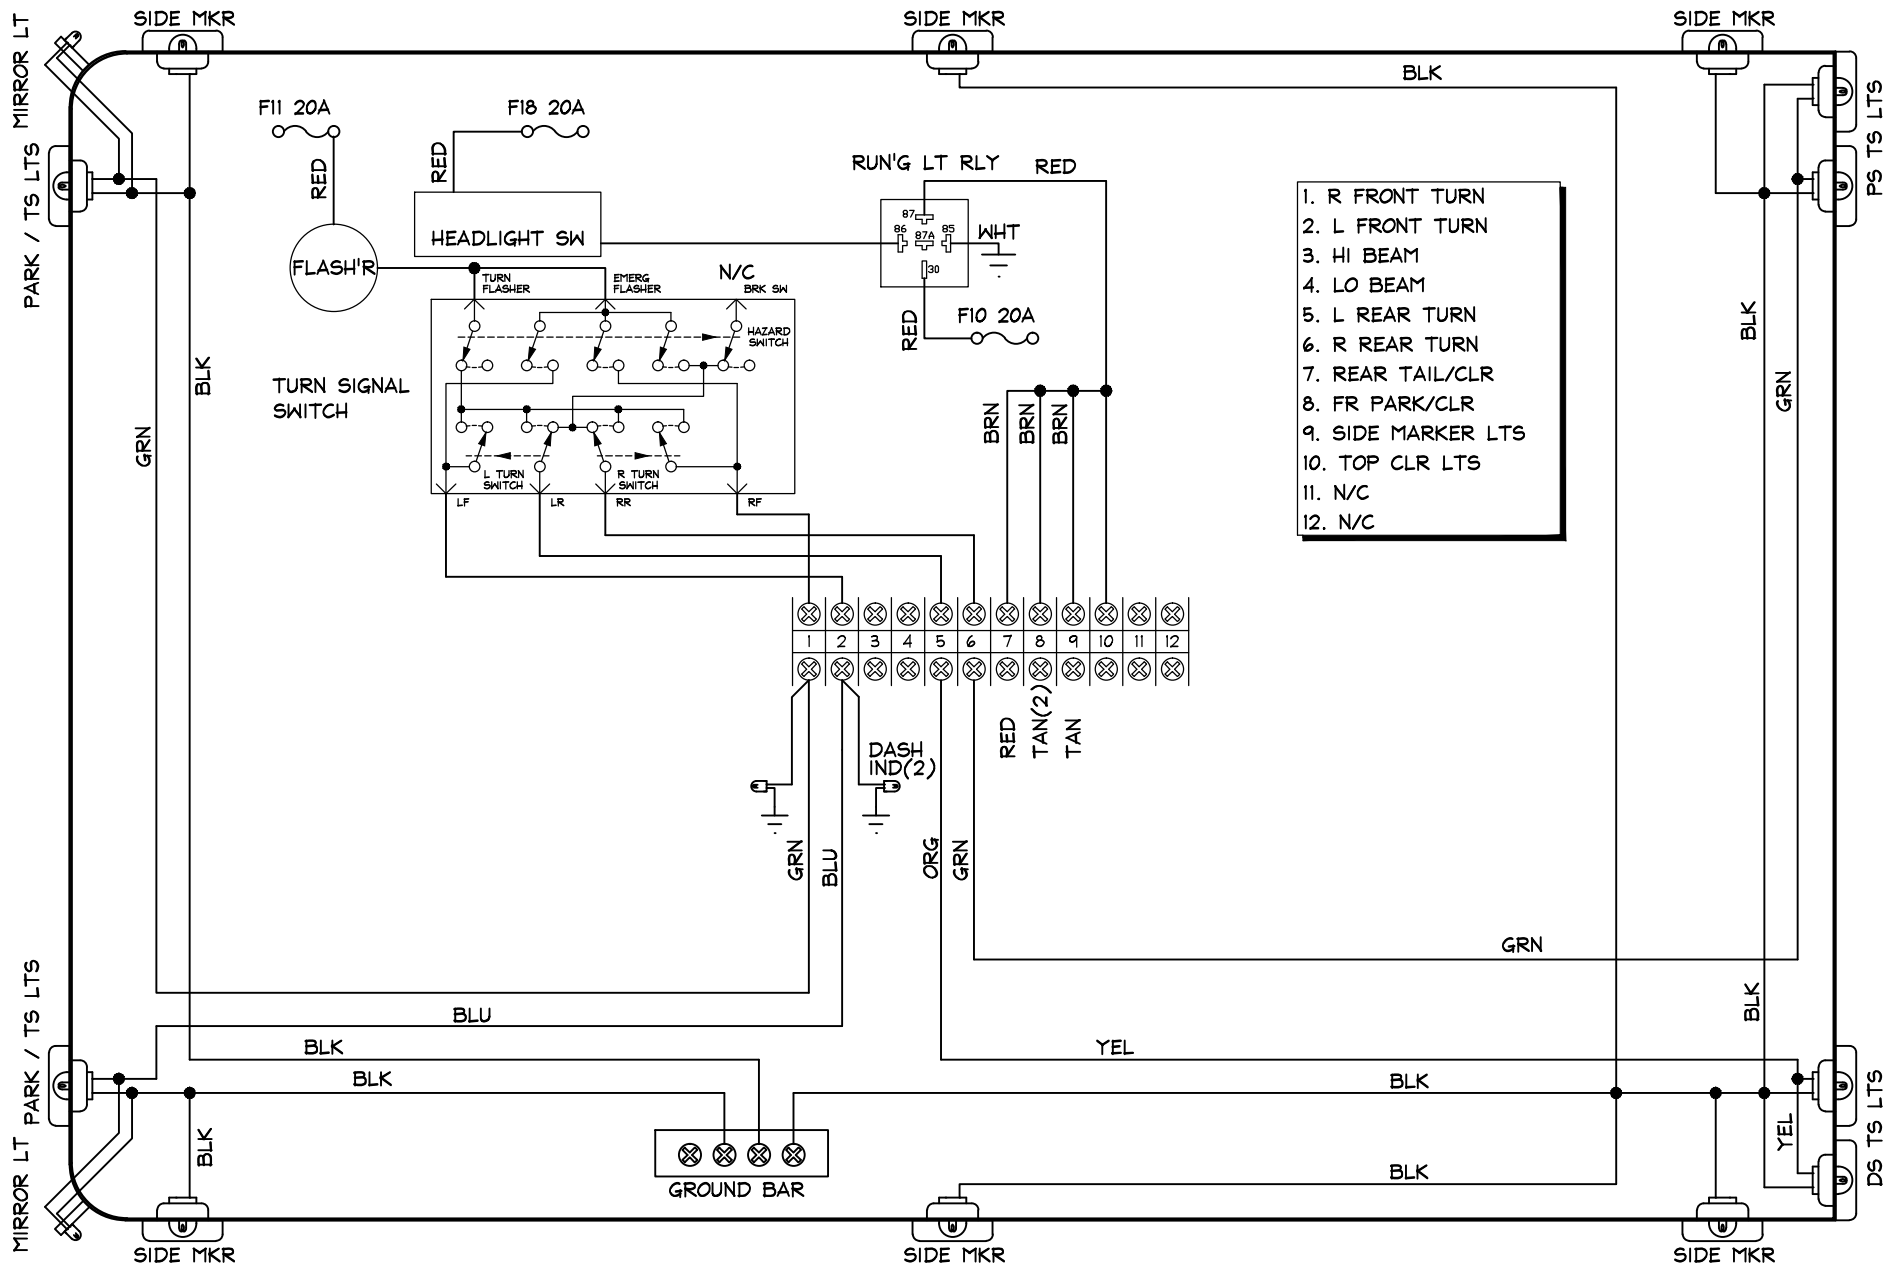 SIDE MKR
SIDE MKR
SIDE MKR
MIRROR LT
PARK / TS LTS
F11 20A
RED
F18 20A
RED
BLK
RUN'G LT RLY
RED
87
86
87A
85
30
WHT
HEADLIGHT SW
FLASH'R
TURN
FLASHER
EMERG
FLASHER
N/C
BRK SW
HAZARD
SWITCH
RED
F10 20A
TURN SIGNAL
SWITCH
L TURN
SWITCH
R TURN
SWITCH
LF
LR
RR
RF
BRN
BRN
BRN
1. R FRONT TURN
2. L FRONT TURN
3. HI BEAM
4. LO BEAM
5. L REAR TURN
6. R REAR TURN
7. REAR TAIL/CLR
8. FR PARK/CLR
9. SIDE MARKER LTS
10. TOP CLR LTS
11. N/C
12. N/C
PS TS LTS
BLK
GRN
GRN
BLK
1 2 3 4 5 6 7 8 9 10 11 12
RED
TAN(2)
TAN
DASH
IND(2)
GRN
BLU
ORG
GRN
GRN
BLK
BLU
BLK
BLK
YEL
BLK
YEL
BLK
BLK
GROUND BAR
PARK / TS LTS
MIRROR LT
DS TS LTS
SIDE MKR
SIDE MKR
SIDE MKR